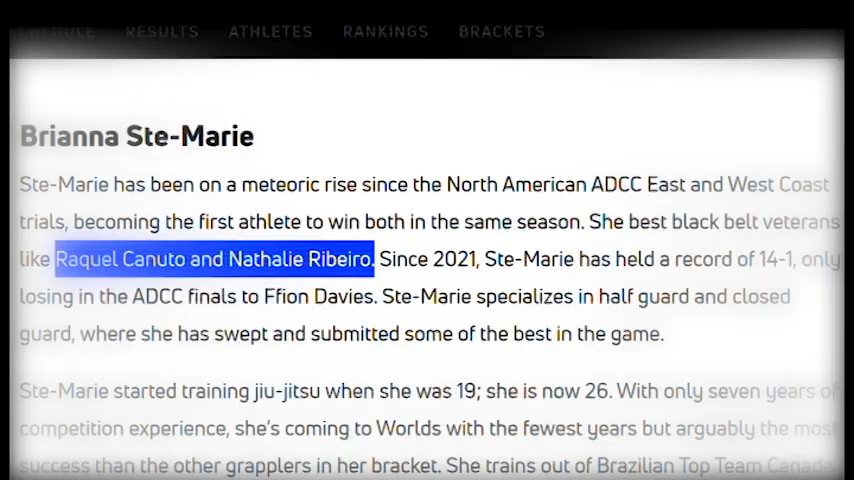 RESULTS ATHLETES RANKINGS BRACKETS
Brianna Ste-Marie
Ste-Marie has been on a meteoric rise since the North American ADCC East and West Coast
trials, becoming the first athlete to win both in the same season. She best black belt veterans
like Raquel Canuto and Nathalie Ribeiro. Since 2021, Ste-Marie has held a record of 14-1, only
losing in the ADCC finals to Ffion Davies. Ste-Marie specializes in half guard and closed
guard, where she has swept and submitted some of the best in the game.
Ste-Marie started training jiu-jitsu when she was 19; she is now 26. With only seven years of
competition experience, she's coming to Worlds with the fewest years but arguably the most
success than the other grapplers in her bracket. She trains out of Brazilian Top Team Canada